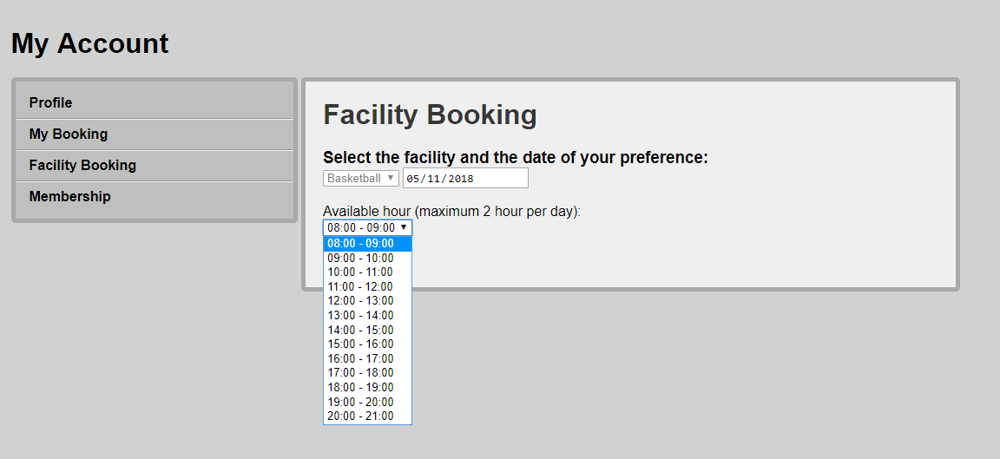 My Account
Profile
My Booking
Facility Booking
Membership
Facility Booking
Select the facility and the date of your preference:
Basketball 05/11/2018
Available hour (maximum 2 hour per day):
08:00 - 09:00
08:00 - 09:00
09:00 - 10:00
10:00 - 11:00
11:00 - 12:00
12:00 - 13:00
13:00 - 14:00
14:00 - 15:00
15:00 - 16:00
16:00 - 17:00
17:00 - 18:00
18:00 - 19:00
19:00 - 20:00
20:00 - 21:00